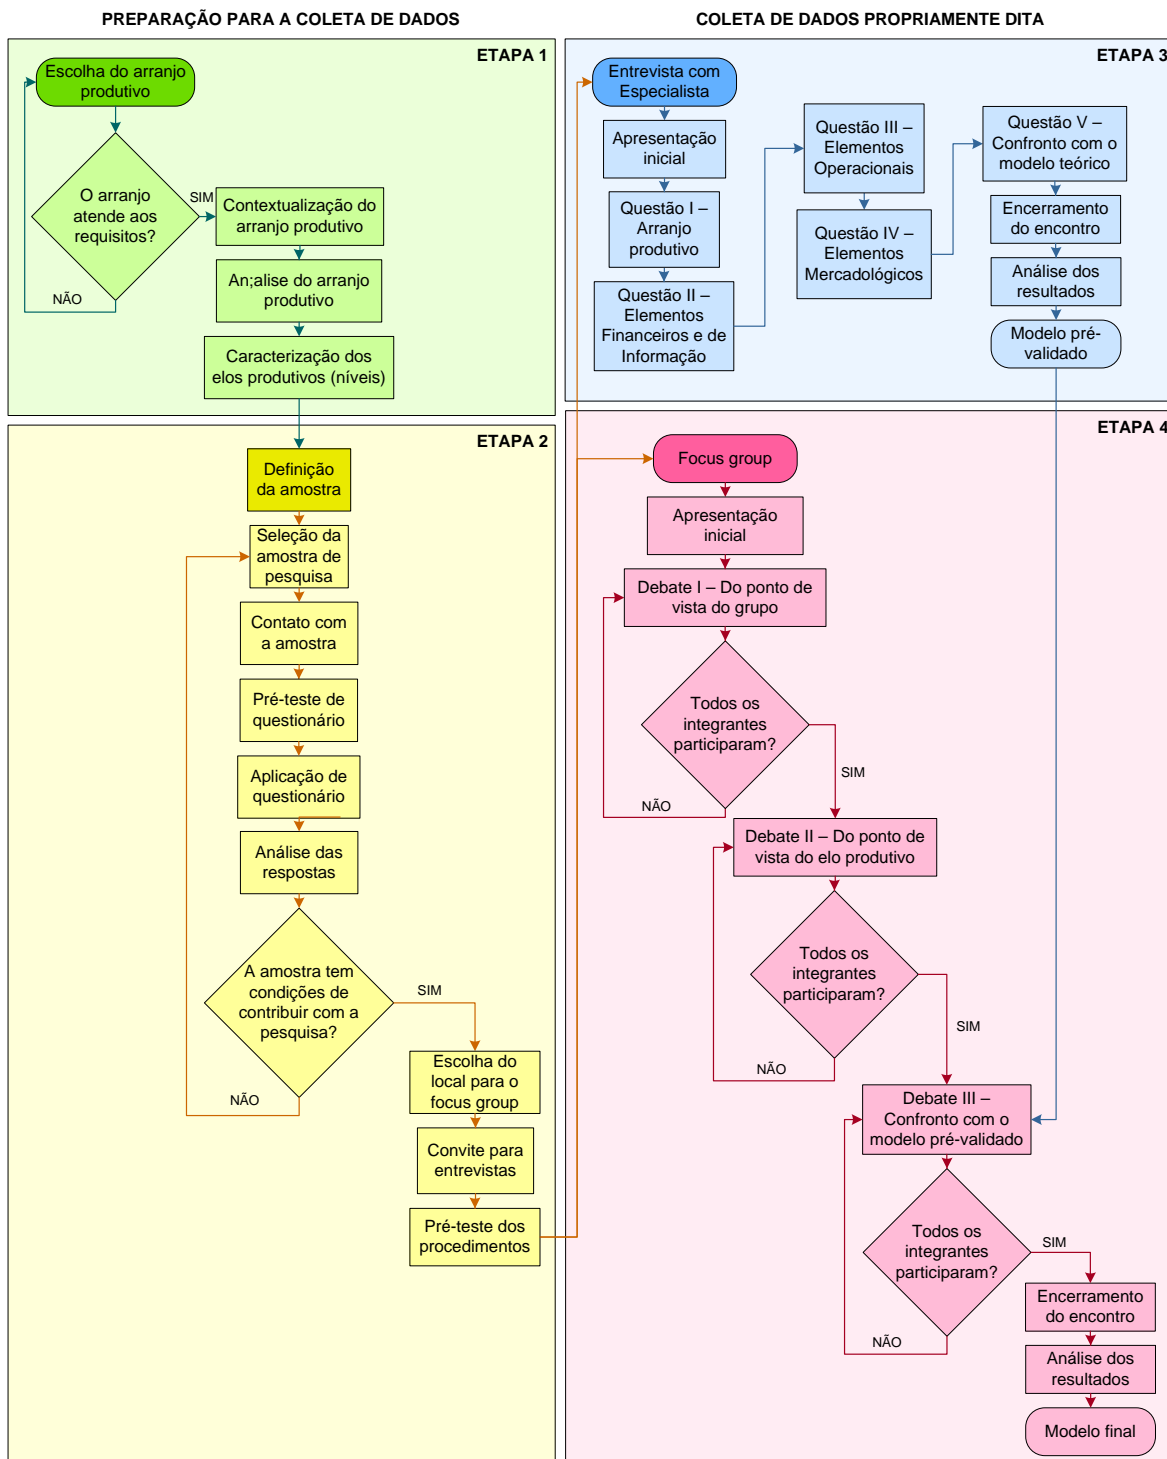 PREPARAÇÃO PARA A COLETA DE DADOS
COLETA DE DADOS PROPRIAMENTE DITA
ETAPA 1
Escolha do arranjo
produtivo
O arranjo
atende aos
requisitos?
SIM
NÃO
Contextualização do
arranjo produtivo
An;alise do arranjo
produtivo
Caracterização dos
elos produtivos (níveis)
ETAPA 2
Definição
da amostra
Seleção da
amostra de
pesquisa
Contato com
a amostra
Pré-teste de
questionário
Aplicação de
questionário
Análise das
respostas
A amostra tem
condições de
contribuir com a
pesquisa?
SIM
NÃO
Escolha do
local para o
focus group
Convite para
entrevistas
Pré-teste dos
procedimentos
ETAPA 3
Entrevista com
Especialista
Apresentação
inicial
Questão I –
Arranjo
produtivo
Questão II –
Elementos
Financeiros e de
Informação
Questão III –
Elementos
Operacionais
Questão IV –
Elementos
Mercadológicos
Questão V –
Confronto com o
modelo teórico
Encerramento
do encontro
Análise dos
resultados
Modelo pré-
validado
ETAPA 4
Focus group
Apresentação
inicial
Debate I – Do ponto de
vista do grupo
Todos os
integrantes
participaram?
SIM
NÃO
Debate II – Do ponto de
vista do elo produtivo
Todos os
integrantes
participaram?
SIM
NÃO
Debate III –
Confronto com o
modelo pré-validado
Todos os
integrantes
participaram?
SIM
NÃO
Encerramento
do encontro
Análise dos
resultados
Modelo final